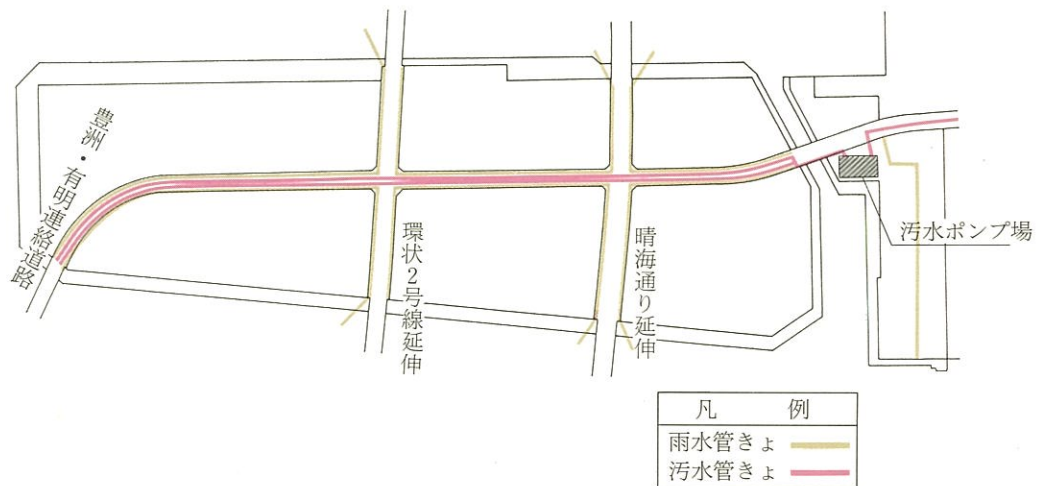 豊洲・有明連絡道路
環状2号線延伸
晴海通り延伸
汚水ポンプ場
凡　例
雨水管きょ
汚水管きょ